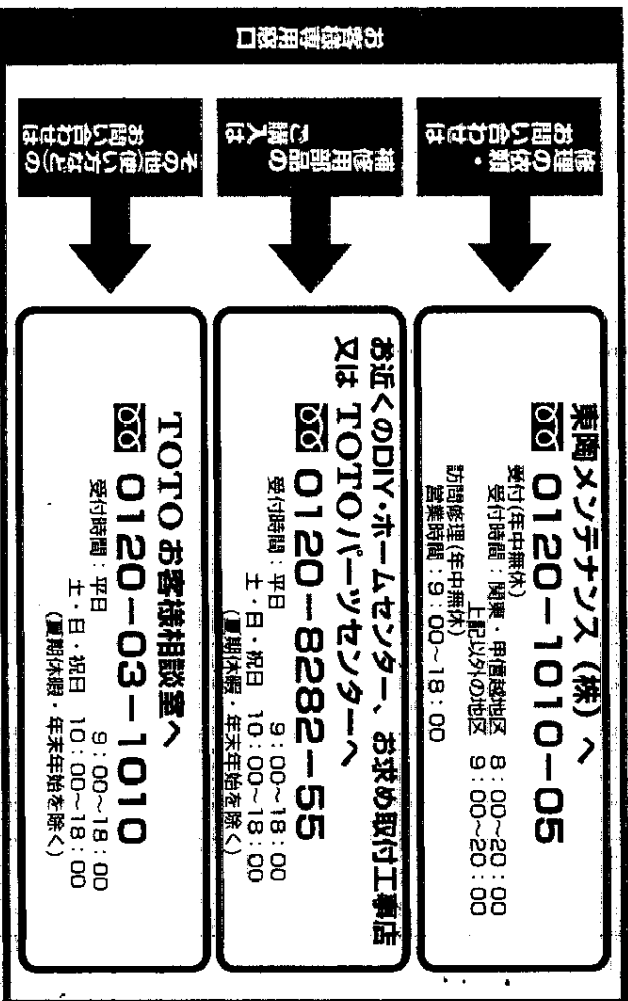 お客様専用窓口
修理の依頼・
お問い合わせは
東陶メンテナンス（株）へ
0120-1010-05
受付(年中無休)
受付時間：関東・甲信越地区 8：00～20：00
上記以外の地区 9：00～20：00
訪問修理(年中無休)
営業時間：9：00～18：00
補修用部品の
ご購入は
お近くのDIY・ホームセンター、お求め取付工事店
又は TOTOパーツセンターへ
0120-8282-55
受付時間：平日 9：00～18：00
土・日・祝日 10：00～18：00
(夏期休暇・年末年始を除く)
その他(使い方など)の
お問い合わせは
TOTOお客様相談室へ
0120-03-1010
受付時間：平日 9：00～18：00
土・日・祝日 10：00～18：00
(夏期休暇・年末年始を除く)